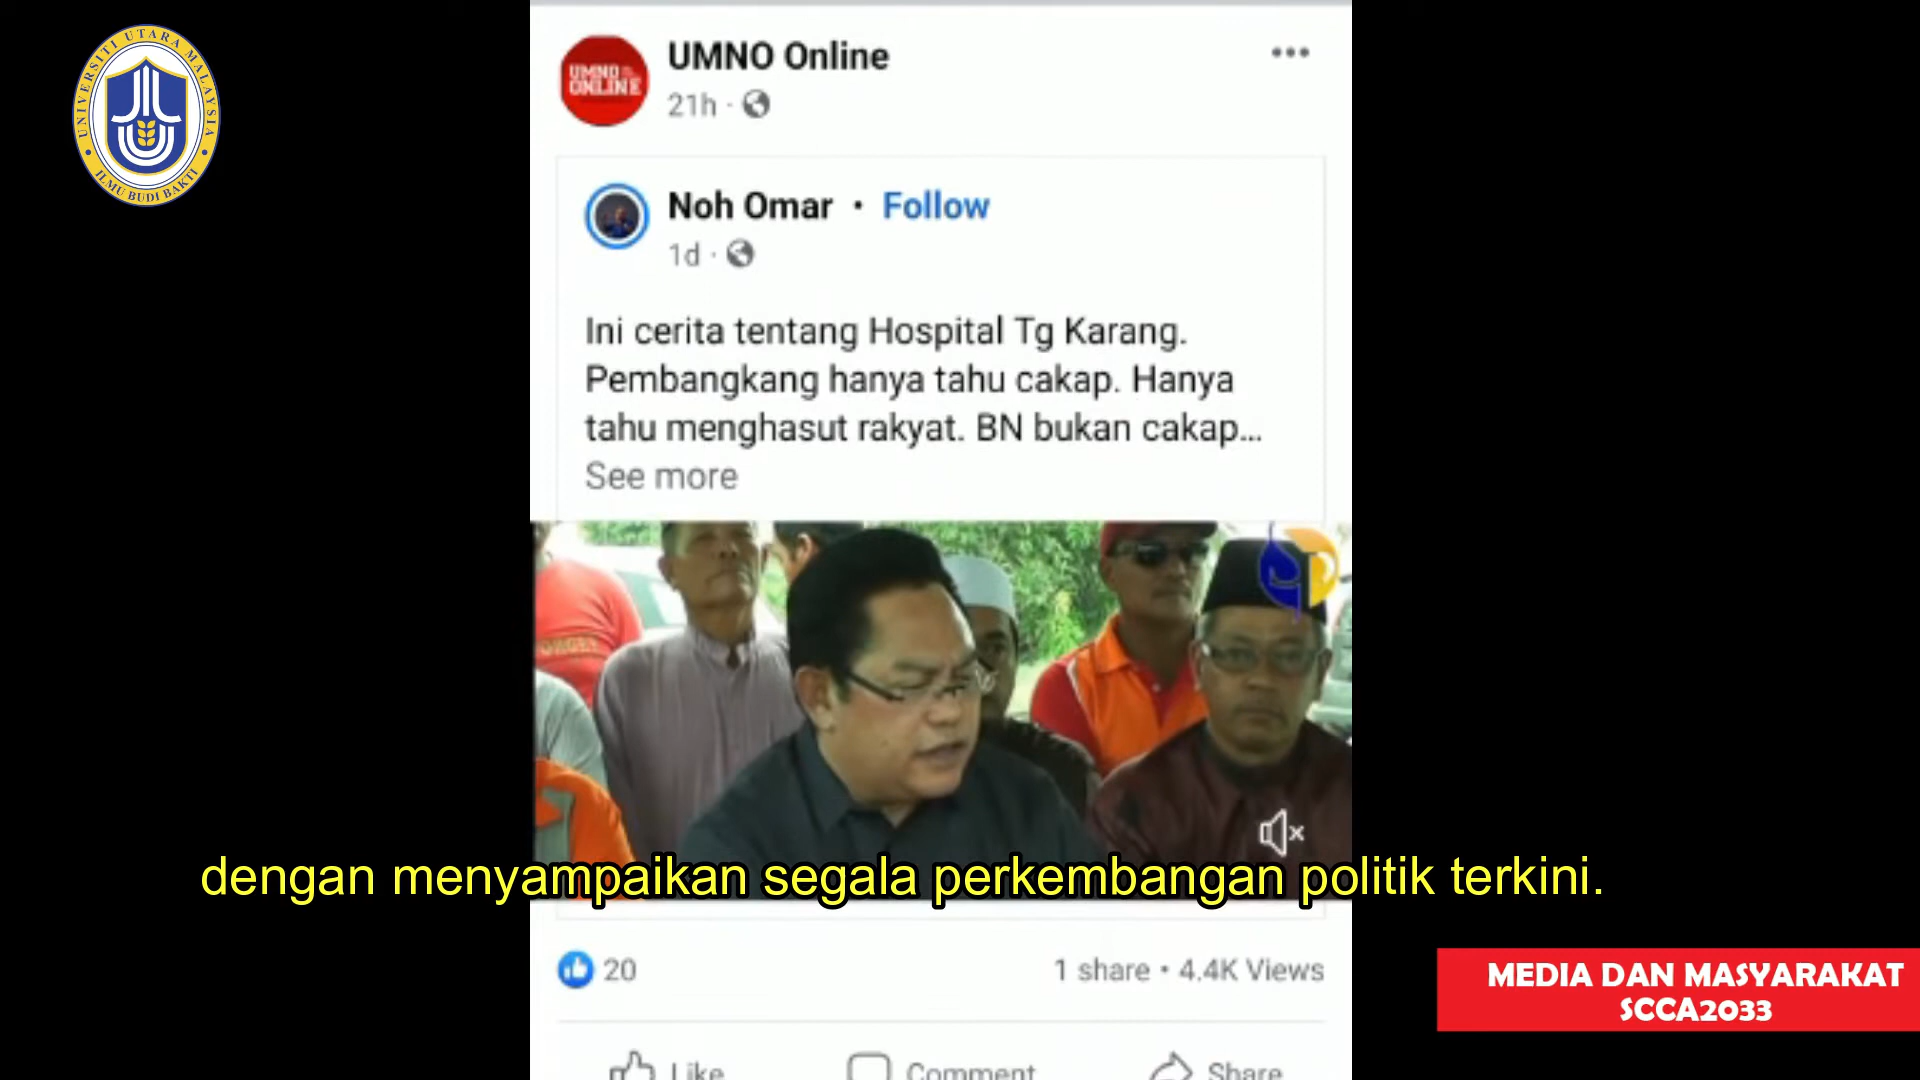 UNIVERSITI UTARA MALAYSIA
ILMU BUDI BAKTI
UMNO
ONLINE
UMNO Online
21h ·
Noh Omar • Follow
1d ·
Ini cerita tentang Hospital Tg Karang.
Pembangkang hanya tahu cakap. Hanya
tahu menghasut rakyat. BN bukan cakap...
See more
dengan menyampaikan segala perkembangan politik terkini.
20
1 share • 4.4K Views
MEDIA DAN MASYARAKAT
SCCA2033
Like
Comment
Share